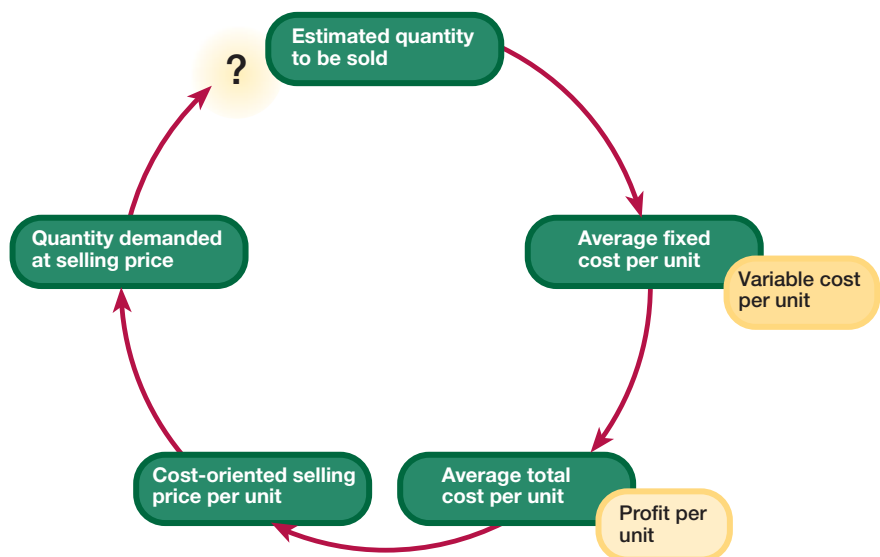 Estimated quantity
to be sold
?
Average fixed
cost per unit
Variable cost
per unit
Average total
cost per unit
Profit per
unit
Cost-oriented selling
price per unit
Quantity demanded
at selling price